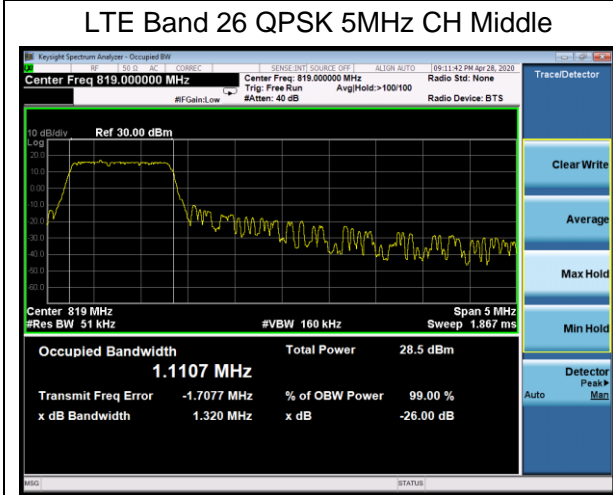 LTE Band 26 QPSK 5MHz CH Middle
Keysight Spectrum Analyzer - Occupied BW
RF 50 Ω AC CORREC SENSE:INT SOURCE OFF ALIGN AUTO 09:11:42 PM Apr 28, 2020
Center Freq 819.000000 MHz Center Freq: 819.000000 MHz Radio Std: None Trace/Detector
Trig: Free Run Avg|Hold:>100/100
#IFGain:Low #Atten: 40 dB Radio Device: BTS
10 dB/div Ref 30.00 dBm
Log
20.0
10.0
0.00
-10.0
-20.0
-30.0
-40.0
-50.0
-60.0
Center 819 MHz Span 5 MHz
#Res BW 51 kHz #VBW 160 kHz Sweep 1.867 ms
Occupied Bandwidth Total Power 28.5 dBm
1.1107 MHz
Transmit Freq Error -1.7077 MHz % of OBW Power 99.00 %
x dB Bandwidth 1.320 MHz x dB -26.00 dB
Clear Write
Average
Max Hold
Min Hold
Detector
Peak▶
Auto Man
MSG STATUS